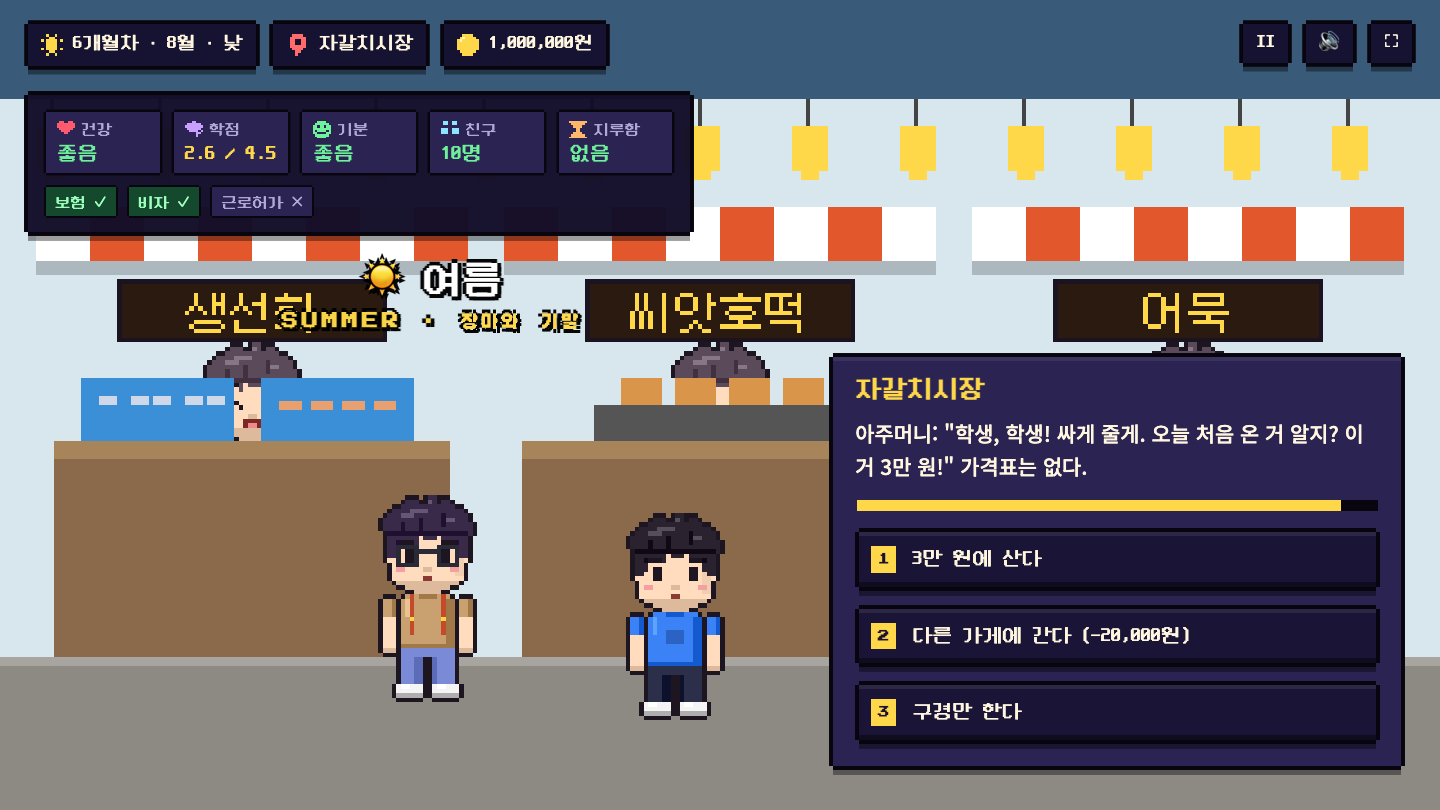 6개월차 · 8월 · 낮
자갈치시장
1,000,000원
II
건강
좋음
학점
2.6 / 4.5
기분
좋음
친구
10명
지루함
없음
보험 ✓
비자 ✓
근로허가 ✕
여름
SUMMER · 장마와 기말
생선회
씨앗호떡
어묵
자갈치시장
아주머니: "학생, 학생! 싸게 줄게. 오늘 처음 온 거 알지? 이
거 3만 원!" 가격표는 없다.
1 3만 원에 산다
2 다른 가게에 간다 (-20,000원)
3 구경만 한다